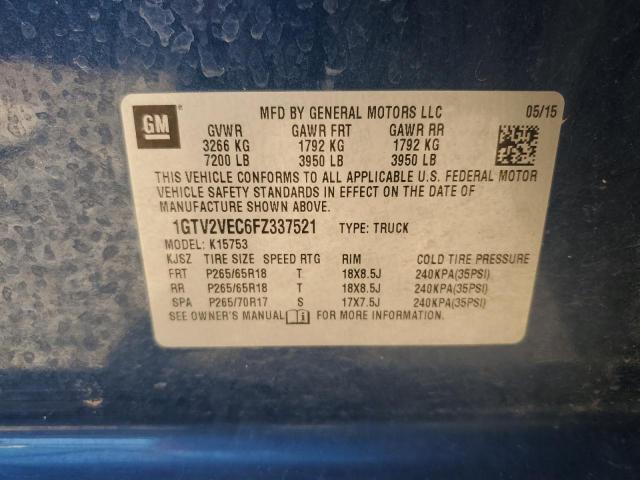 GM
MFD BY GENERAL MOTORS LLC 05/15
GVWR GAWR FRT GAWR RR
3266 KG 1792 KG 1792 KG
7200 LB 3950 LB 3950 LB
THIS VEHICLE CONFORMS TO ALL APPLICABLE U.S. FEDERAL MOTOR
VEHICLE SAFETY STANDARDS IN EFFECT ON THE DATE OF
MANUFACTURE SHOWN ABOVE.
1GTV2VEC6FZ337521 TYPE: TRUCK
MODEL: K15753
KJSZ TIRE SIZE SPEED RTG RIM COLD TIRE PRESSURE
FRT P265/65R18 T 18X8.5J 240KPA(35PSI)
RR P265/65R18 T 18X8.5J 240KPA(35PSI)
SPA P265/70R17 S 17X7.5J 240KPA(35PSI)
SEE OWNER'S MANUAL FOR MORE INFORMATION.